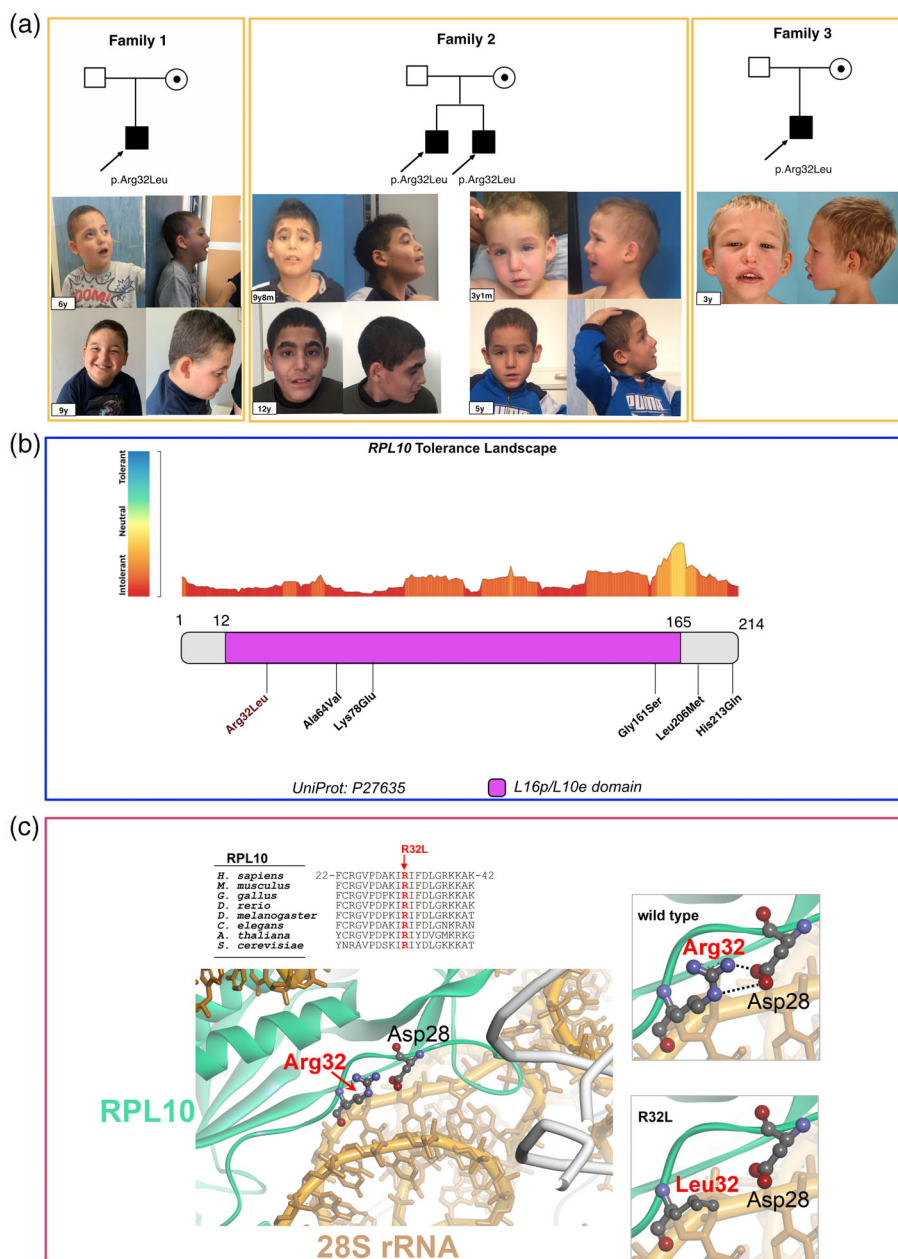 (a)
Family 1
Family 2
Family 3
p.Arg32Leu
p.Arg32Leu
p.Arg32Leu
p.Arg32Leu
6y
9y8m
3y1m
3y
9y
12y
5y
PUMA
(b)
RPL10 Tolerance Landscape
Tolerant
Neutral
Intolerant
1
12
165
214
Arg32Leu
Ala64Val
Lys78Glu
Gly161Ser
Leu206Met
His213Gln
UniProt: P27635
L16p/L10e domain
(c)
R32L
RPL10
H. sapiens 22-FCRGVPDAKIRIFDLGRKKAK-42
M. musculus FCRGVPDAKIRIFDLGRKKAK
G. gallus FCRGVPDAKIRIFDLGRKKAK
D. rerio FCRGVPDAKIRIFDLGRKKAK
D. melanogaster FCRGVPDPKIRIFDLGRKKAT
C. elegans FCRGVPDPKIRIFDLGNKRAN
A. thaliana YCRGVPDPKIRIYDVGMKRKG
S. cerevisiae YNRAVPDSKIRIYDLGKKKAT
wild type
Arg32
Asp28
Asp28
Arg32
RPL10
28S rRNA
R32L
Leu32
Asp28